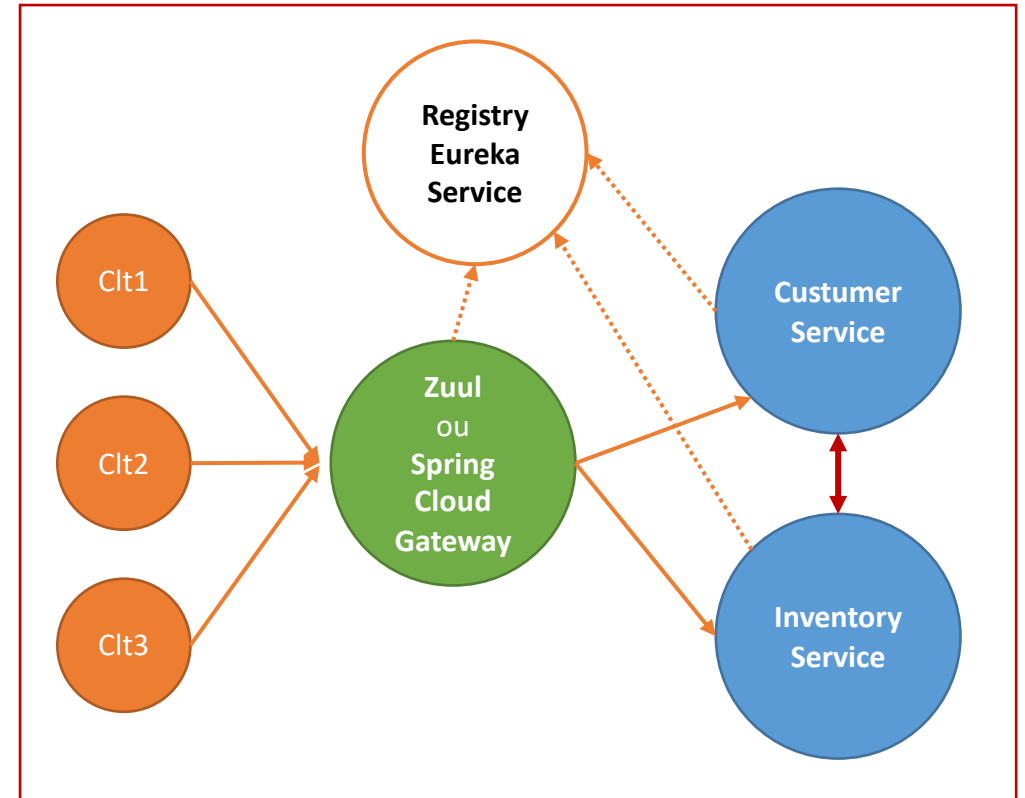 Registry
Eureka
Service
Clt1
Clt2
Clt3
Zuul
ou
Spring
Cloud
Gateway
Custumer
Service
Inventory
Service